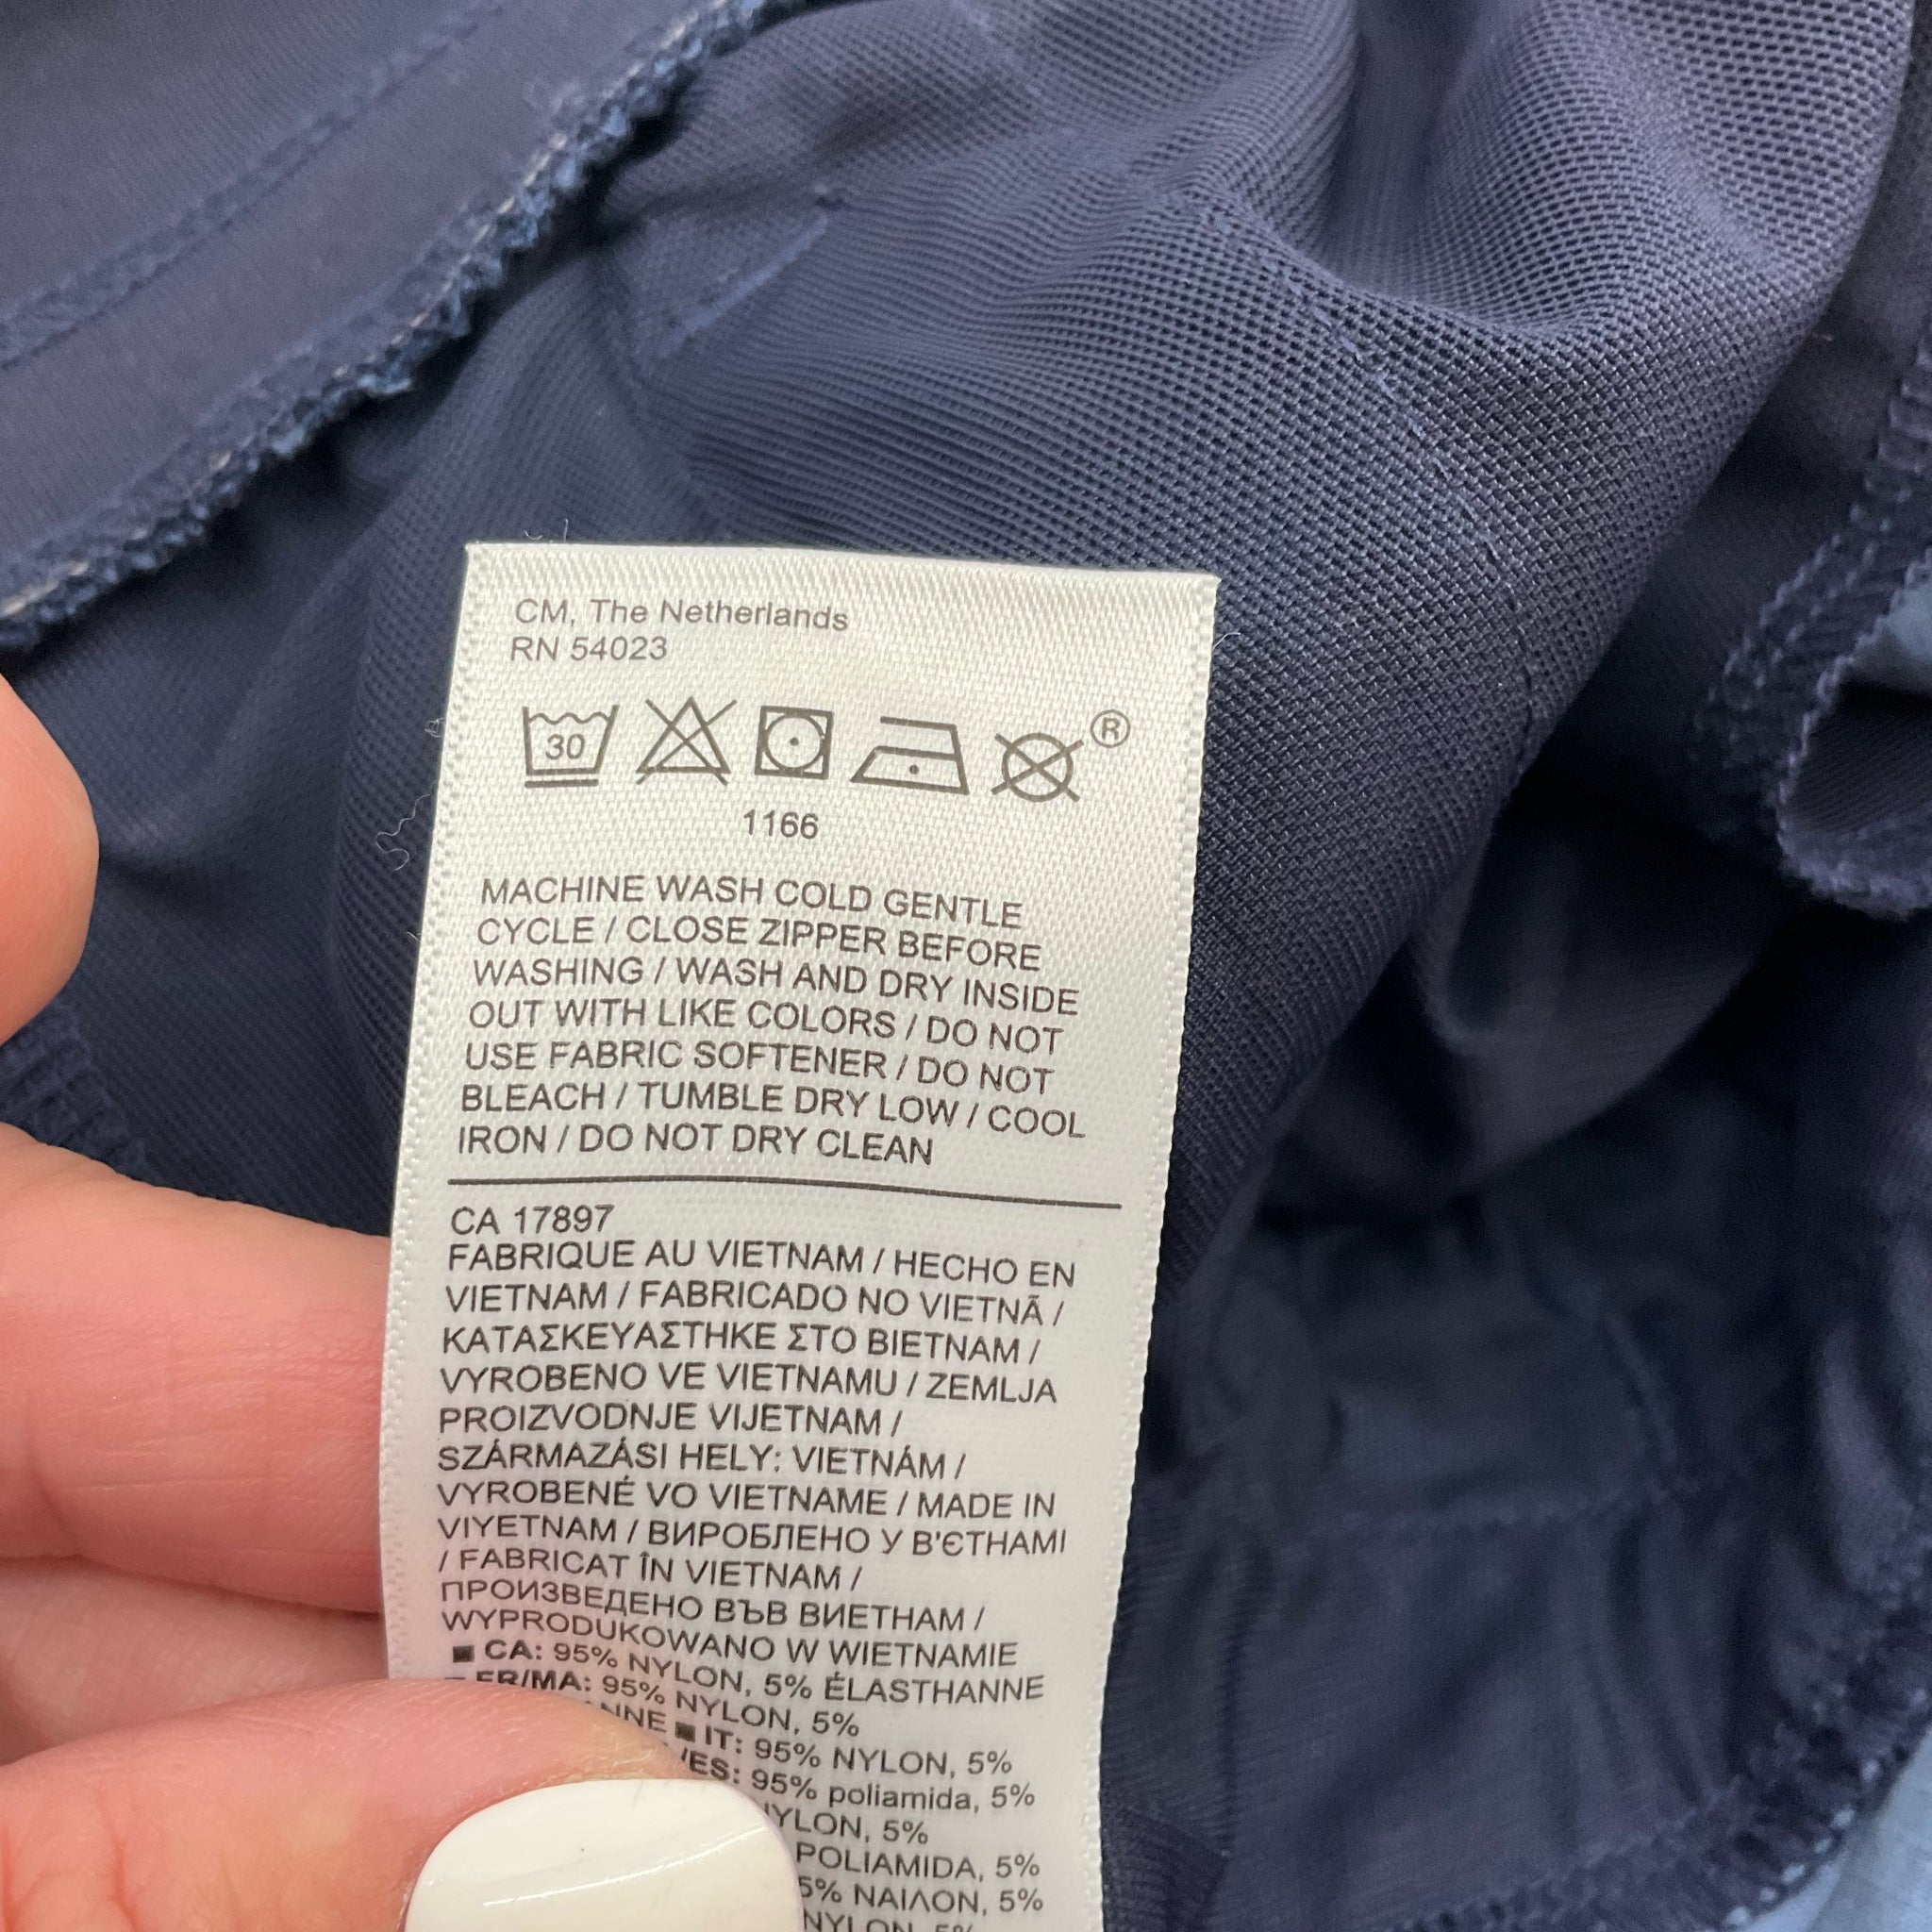 CM, The Netherlands
RN 54023
30
®
1166
MACHINE WASH COLD GENTLE
CYCLE / CLOSE ZIPPER BEFORE
WASHING / WASH AND DRY INSIDE
OUT WITH LIKE COLORS / DO NOT
USE FABRIC SOFTENER / DO NOT
BLEACH / TUMBLE DRY LOW / COOL
IRON / DO NOT DRY CLEAN
CA 17897
FABRIQUE AU VIETNAM / HECHO EN
VIETNAM / FABRICADO NO VIETNÃ /
ΚΑΤΑΣΚΕΥΑΣΤΗΚΕ ΣΤΟ ΒΙΕΤΝΑΜ /
VYROBENO VE VIETNAMU / ZEMLJA
PROIZVODNJE VIJETNAM /
SZÁRMAZÁSI HELY: VIETNÁM /
VYROBENÉ VO VIETNAME / MADE IN
VIYETNAM / ВИРОБЛЕНО У В'ЄТНАМІ
/ FABRICAT ÎN VIETNAM /
ПРОИЗВЕДЕНО ВЪВ ВИЕТНАМ /
WYPRODUKOWANO W WIETNAMIE
■ CA: 95% NYLON, 5% ÉLASTHANNE
FR/MA: 95% NYLON, 5%
■ IT: 95% NYLON, 5%
/ES: 95% poliamida, 5%
5%
POLIAMIDA, 5%
5% ΝΑΙΛΟΝ, 5%